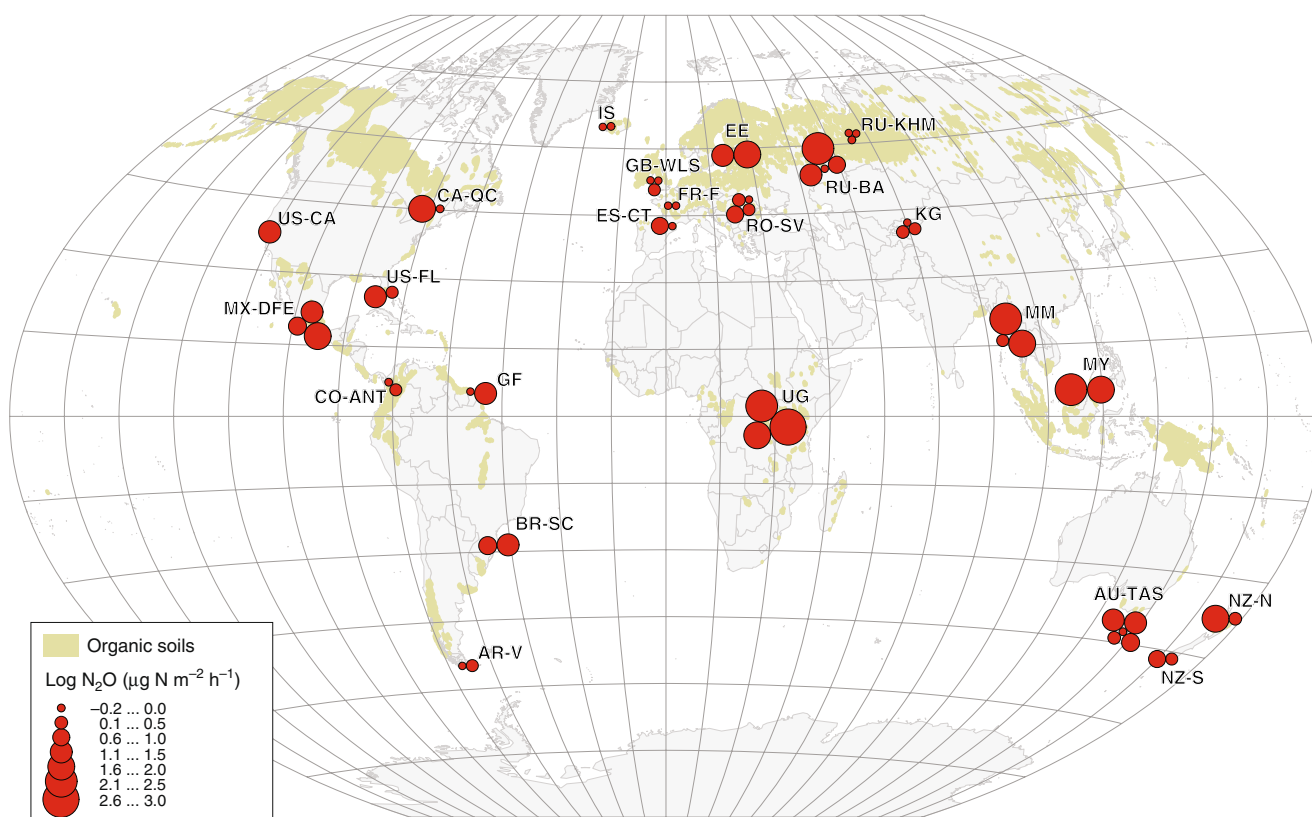 IS
EE
RU-KHM
GB-WLS
RU-BA
FR-F
CA-QC
ES-CT
RO-SV
KG
US-CA
US-FL
MX-DFE
MM
MY
GF
CO-ANT
UG
BR-SC
AU-TAS
NZ-N
AR-V
NZ-S
Organic soils
Log N₂O (μg N m⁻² h⁻¹)
–0.2 ... 0.0
0.1 ... 0.5
0.6 ... 1.0
1.1 ... 1.5
1.6 ... 2.0
2.1 ... 2.5
2.6 ... 3.0